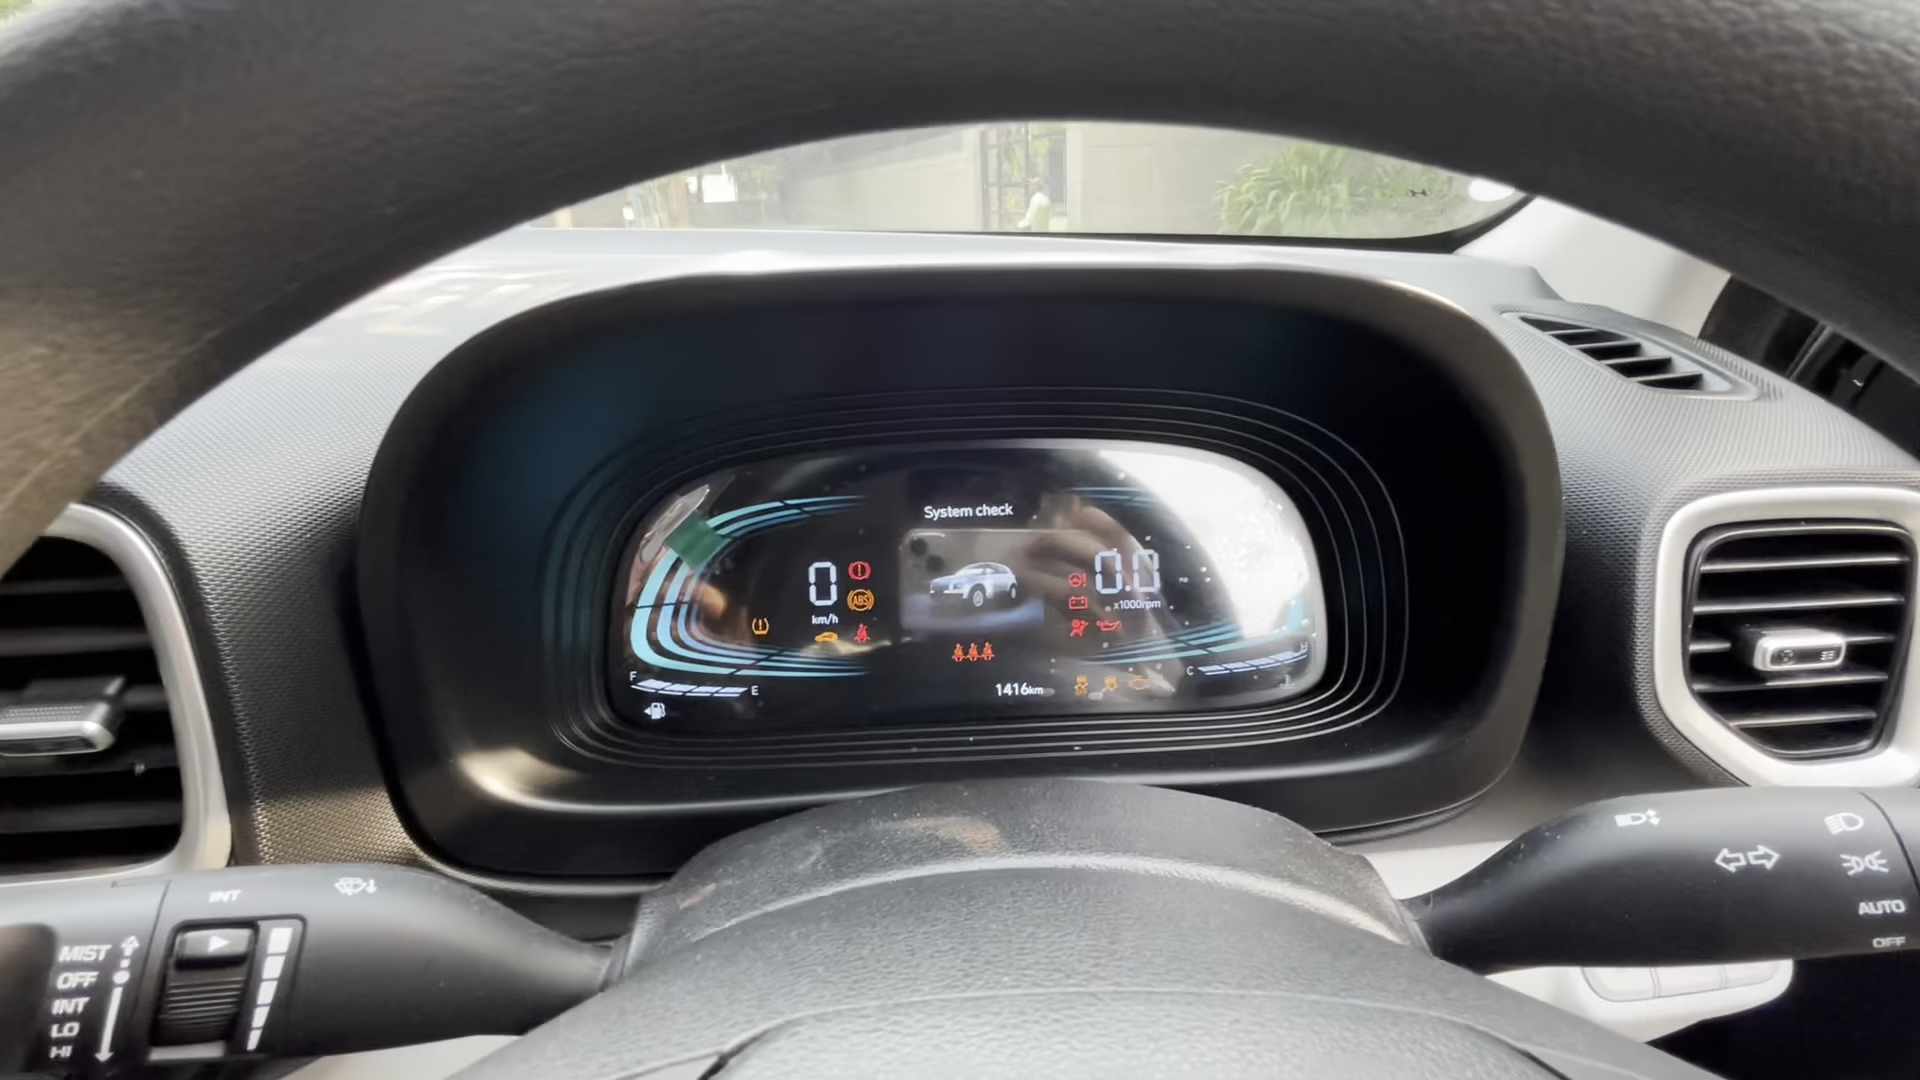 System check
0
km/h
ABS
0.0
x1000rpm
F
E
C
H
1416km
INT
MIST
OFF
INT
LO
HI
AUTO
OFF